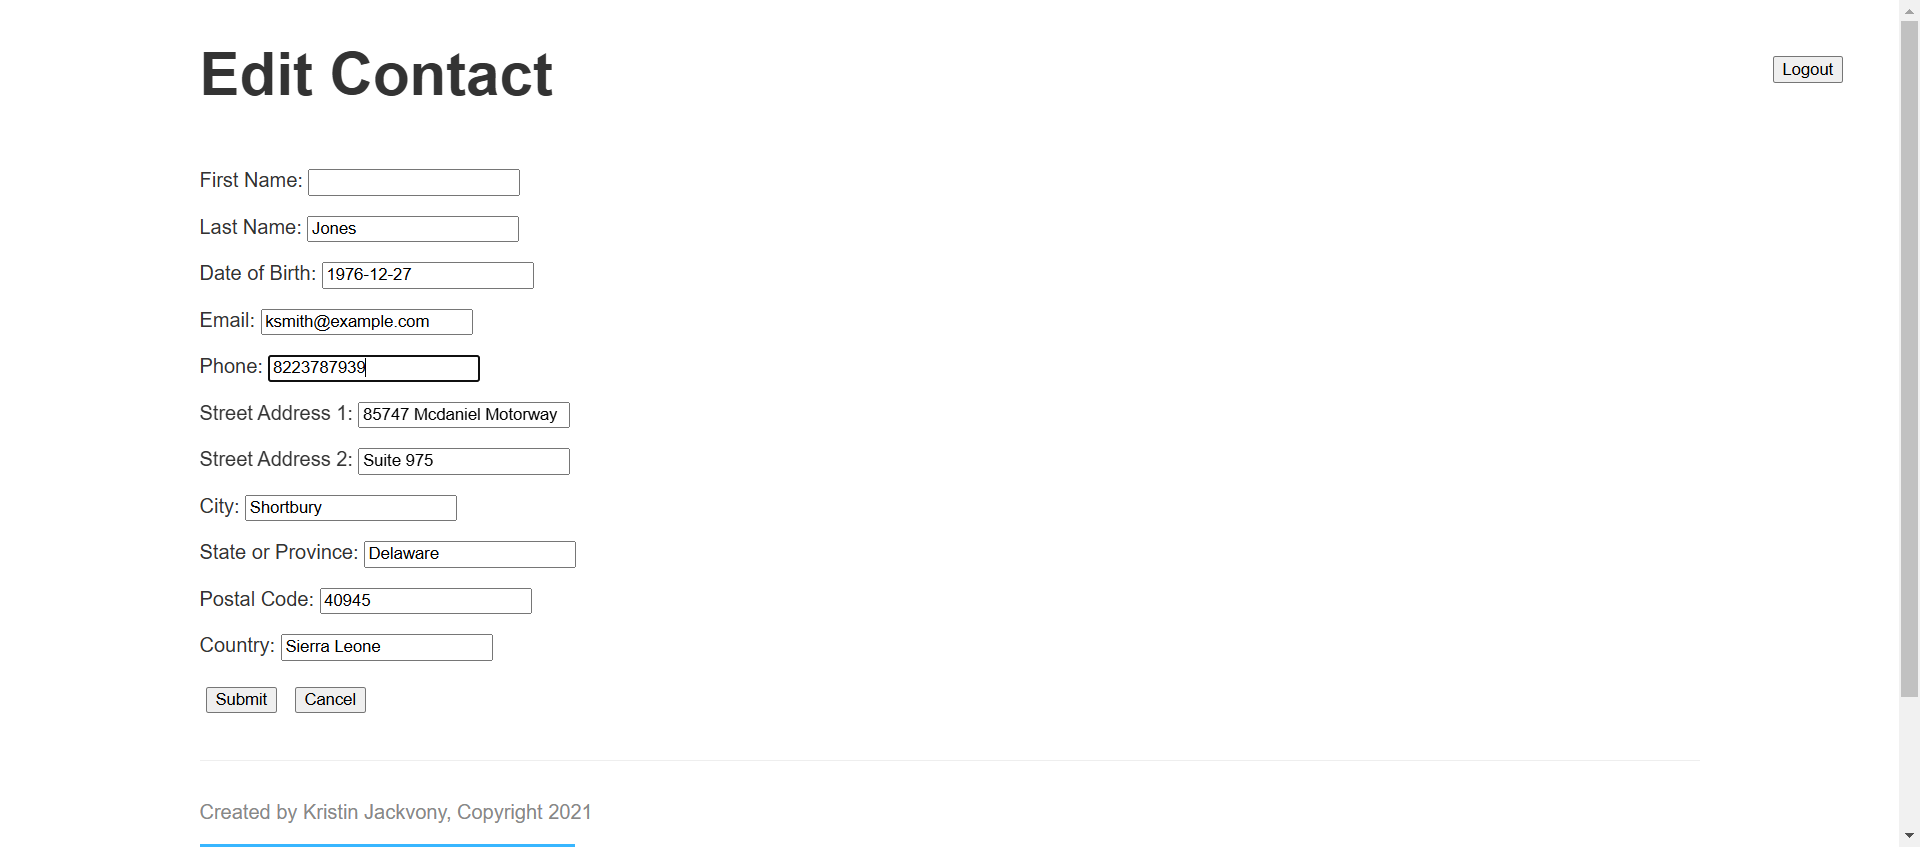 Edit Contact
Logout
First Name:
Last Name: Jones
Date of Birth: 1976-12-27
Email: ksmith@example.com
Phone: 8223787939
Street Address 1: 85747 Mcdaniel Motorway
Street Address 2: Suite 975
City: Shortbury
State or Province: Delaware
Postal Code: 40945
Country: Sierra Leone
Submit Cancel
Created by Kristin Jackvony, Copyright 2021